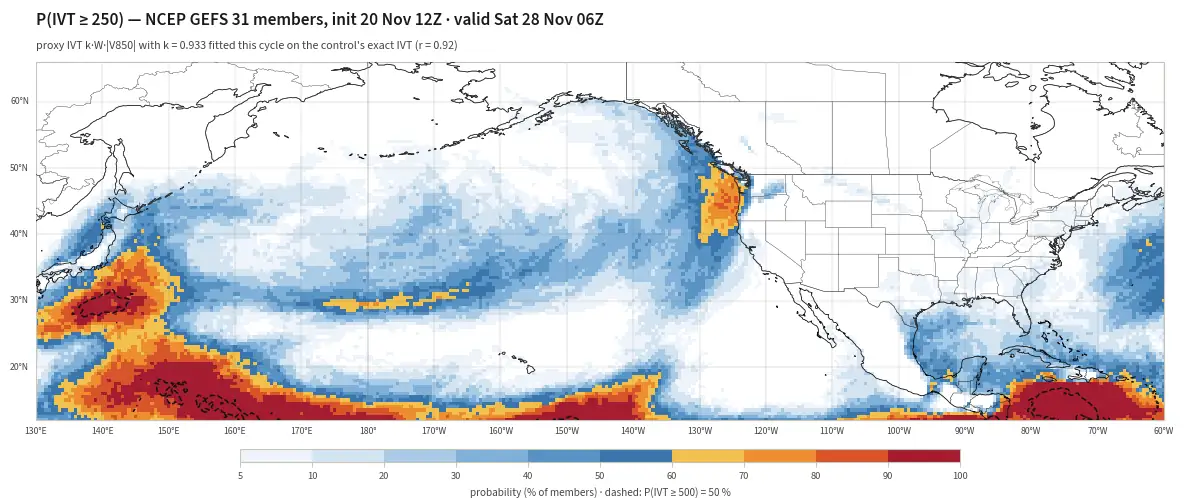 P(IVT ≥ 250) — NCEP GEFS 31 members, init 20 Nov 12Z · valid Sat 28 Nov 06Z
proxy IVT k·W·|V850| with k = 0.933 fitted this cycle on the control's exact IVT (r = 0.92)
60°N
50°N
40°N
30°N
20°N
130°E 140°E 150°E 160°E 170°E 180° 170°W 160°W 150°W 140°W 130°W 120°W 110°W 100°W 90°W 80°W 70°W 60°W
5 10 20 30 40 50 60 70 80 90 100
probability (% of members) · dashed: P(IVT ≥ 500) = 50 %